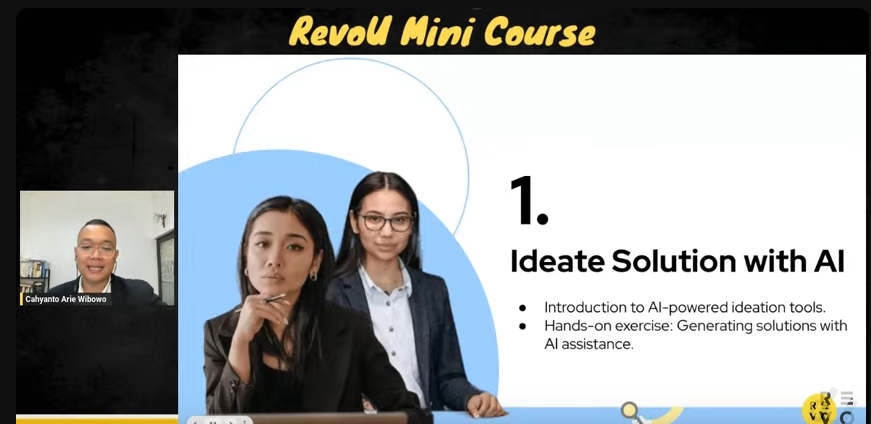 RevoU Mini Course
1.
Ideate Solution with AI
Cahyanto Arie Wibowo
● Introduction to AI-powered ideation tools.
● Hands-on exercise: Generating solutions with
AI assistance.